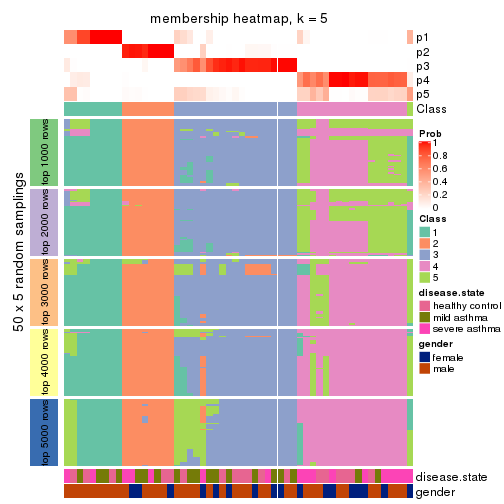 membership heatmap, k = 5
p1
p2
p3
p4
p5
Class
50 x 5 random samplings
top 1000 rows
top 2000 rows
top 3000 rows
top 4000 rows
top 5000 rows
Prob
1
0.8
0.6
0.4
0.2
0
Class
1
2
3
4
5
disease.state
healthy control
mild asthma
severe asthma
gender
female
male
disease.state
gender